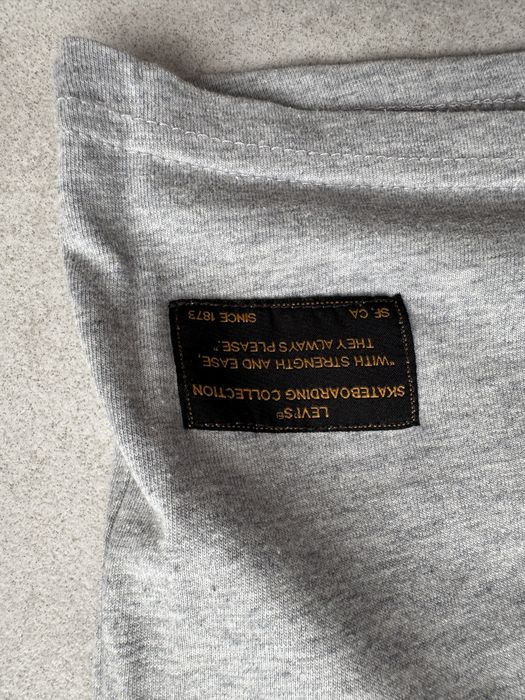 LEVI'S®
SKATEBOARDING COLLECTION
"WITH STRENGTH AND EASE,
THEY ALWAYS PLEASE."
SF. CA SINCE 1873